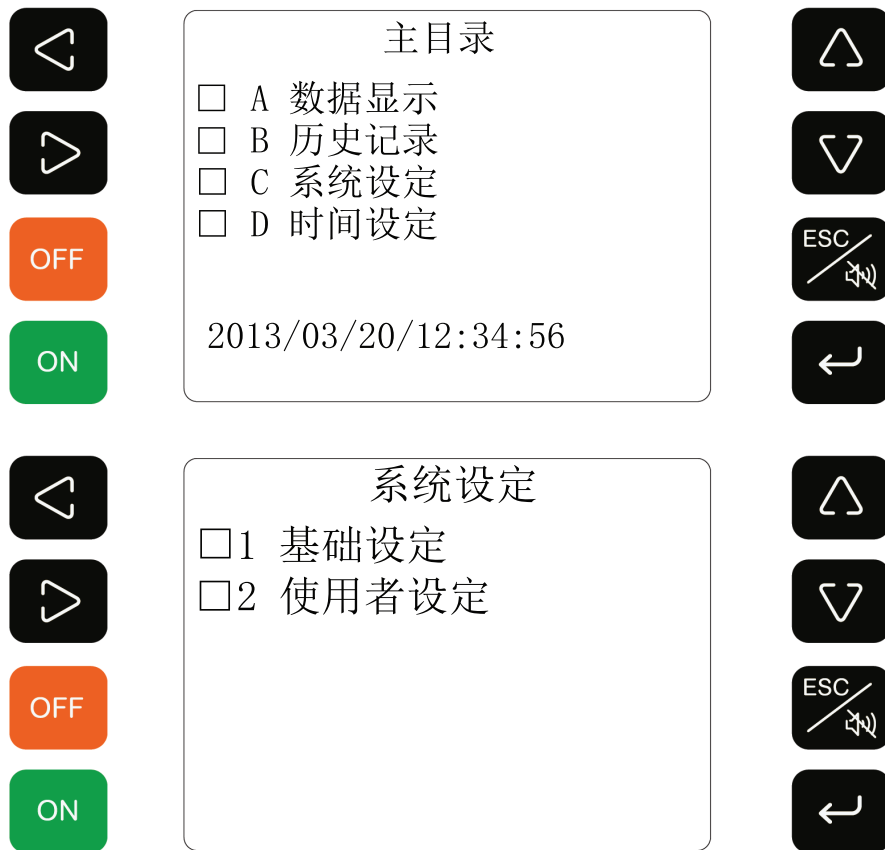 主目录
□ A 数据显示
□ B 历史记录
□ C 系统设定
□ D 时间设定
2013/03/20/12:34:56
OFF
ON
ESC
系统设定
□1 基础设定
□2 使用者设定
OFF
ON
ESC